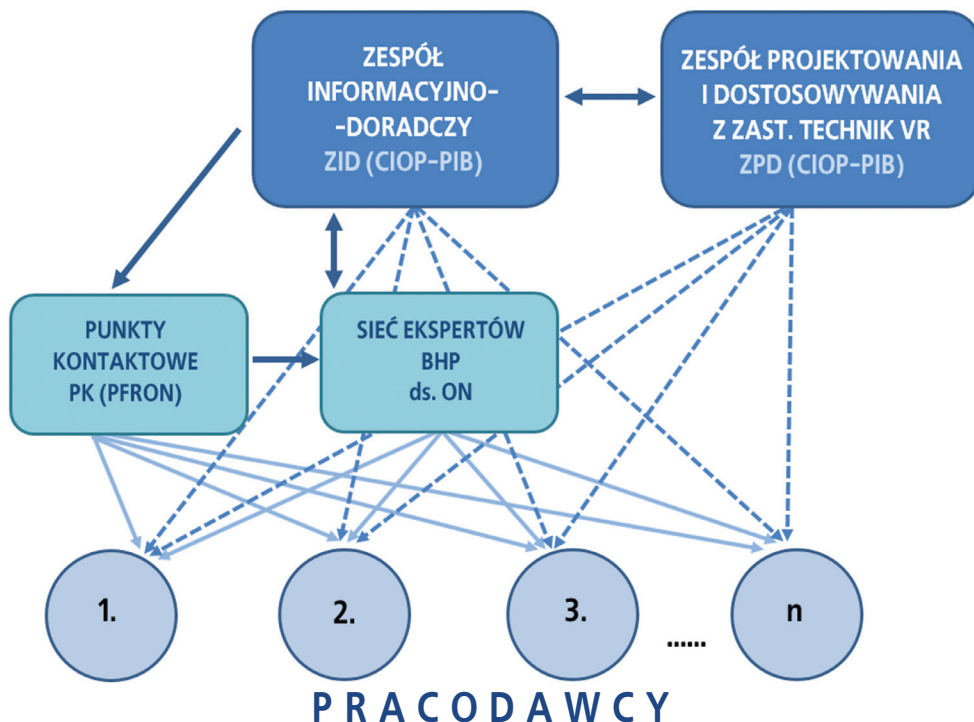 ZESPÓŁ
INFORMACYJNO-
-DORADCZY
ZID (CIOP-PIB)
ZESPÓŁ PROJEKTOWANIA
I DOSTOSOWYWANIA
Z ZAST. TECHNIK VR
ZPD (CIOP-PIB)
PUNKTY
KONTAKTOWE
PK (PFRON)
SIEĆ EKSPERTÓW
BHP
ds. ON
1.
2.
3.
......
n
PRACODAWCY